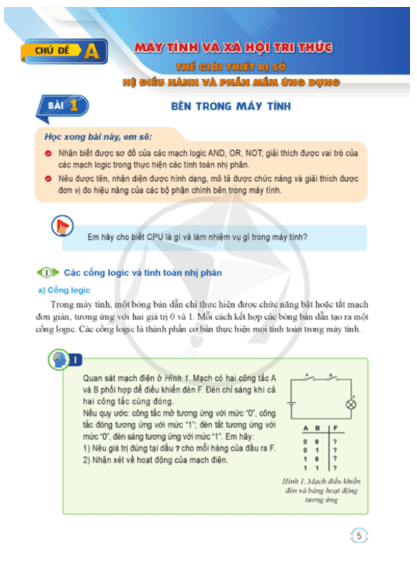 CHỦ ĐỀ A
MÁY TÍNH VÀ XÃ HỘI TRI THỨC
THẾ GIỚI THIẾT BỊ SỐ
HỆ ĐIỀU HÀNH VÀ PHẦN MỀM ỨNG DỤNG
BÀI 1
BÊN TRONG MÁY TÍNH
Học xong bài này, em sẽ:
Nhận biết được sơ đồ của các mạch logic AND, OR, NOT; giải thích được vai trò của
các mạch logic trong thực hiện các tính toán nhị phân.
Nêu được tên, nhận diện được hình dạng, mô tả được chức năng và giải thích được
đơn vị đo hiệu năng của các bộ phận chính bên trong máy tính.
Em hãy cho biết CPU là gì và làm nhiệm vụ gì trong máy tính?
1 Các cổng logic và tính toán nhị phân
a) Cổng logic
Trong máy tính, một bóng bán dẫn chỉ thực hiện được chức năng bật hoặc tắt mạch
đơn giản, tương ứng với hai giá trị 0 và 1. Mỗi cách kết hợp các bóng bán dẫn tạo ra một
cổng logic. Các cổng logic là thành phần cơ bản thực hiện mọi tính toán trong máy tính.
1
Quan sát mạch điện ở Hình 1. Mạch có hai công tắc A
và B phối hợp để điều khiển đèn F. Đèn chỉ sáng khi cả
hai công tắc cùng đóng.
Nếu quy ước: công tắc mở tương ứng với mức "0", công
tắc đóng tương ứng với mức "1"; đèn tắt tương ứng với
mức "0", đèn sáng tương ứng với mức "1". Em hãy:
1) Nêu giá trị đúng tại dấu ? cho mỗi hàng của đầu ra F.
2) Nhận xét về hoạt động của mạch điện.
A B F
0 0 ?
0 1 ?
1 0 ?
1 1 ?
Hình 1. Mạch điều khiển
đèn và bảng hoạt động
tương ứng
5